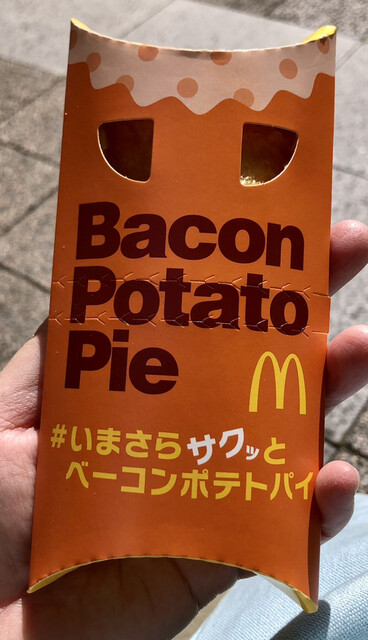 Bacon
Potato
Pie
#いまさらサクッと
ベーコンポテトパイ